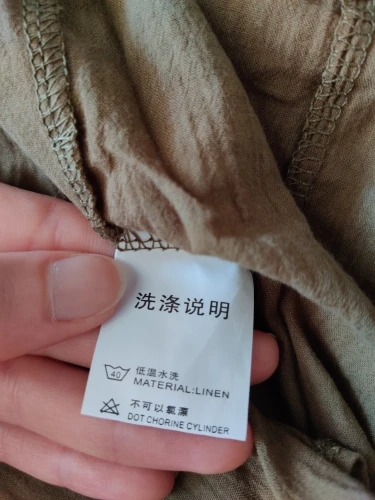 洗涤说明
40 低温水洗
MATERIAL:LINEN
不可以氯漂
DOT CHORINE CYLINDER